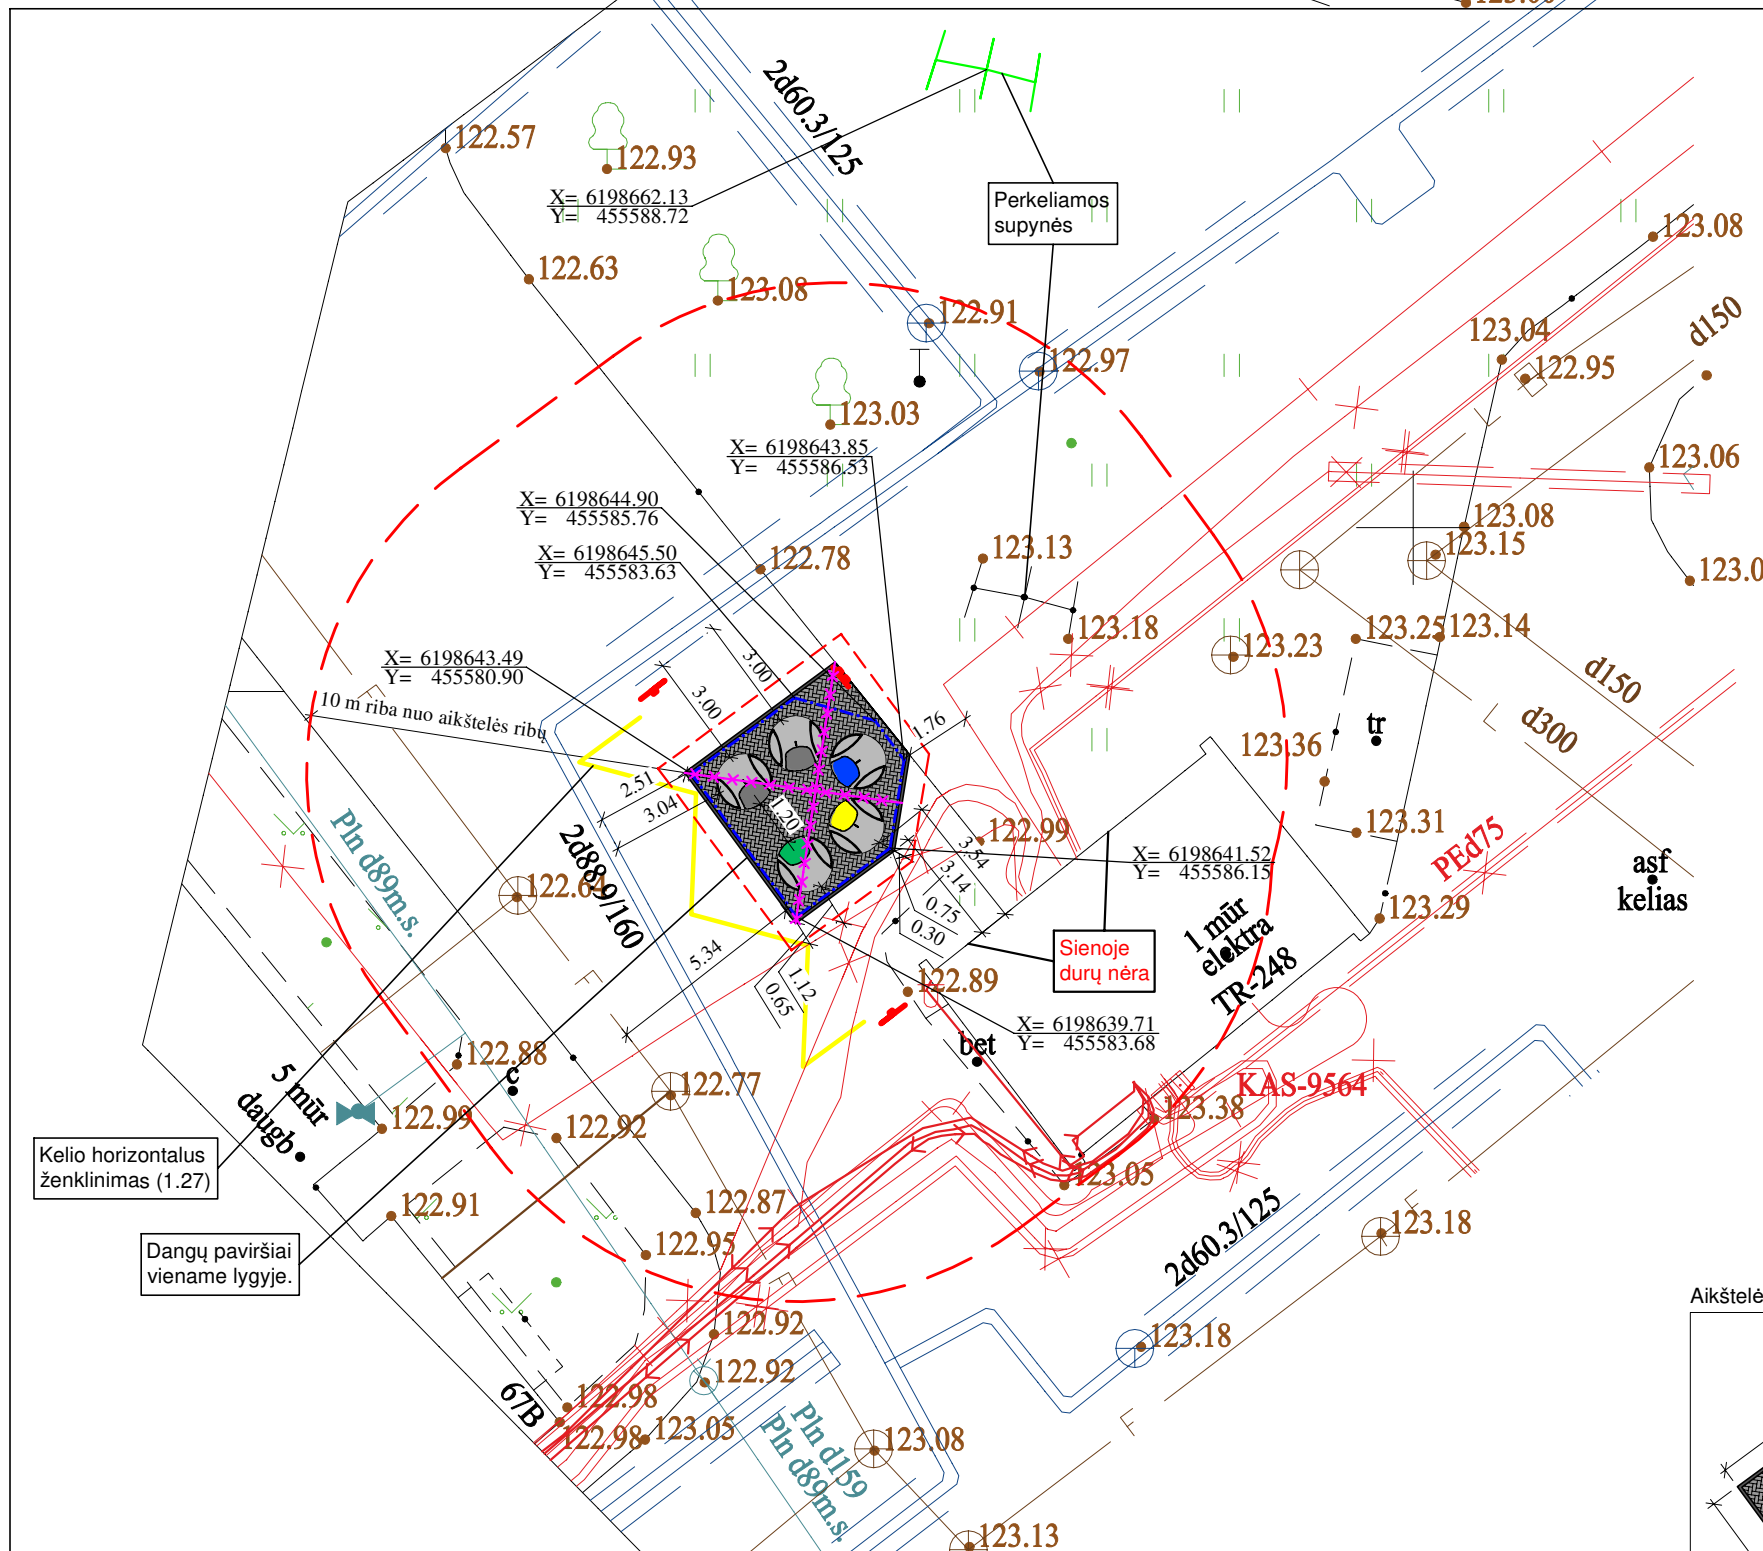 2d60.3/125
122.57
122.93
X= 6198662.13
Y= 455588.72
Perkeliamos
supynės
123.08
122.63
123.08
122.91
123.04
d150
122.97
122.95
123.03
X= 6198643.85
Y= 455586.53
123.06
X= 6198644.90
Y= 455585.76
123.08
123.15
X= 6198645.50
Y= 455583.63
122.78
123.13
123.18
123.23
123.25
123.14
3.00
3.00
X= 6198643.49
Y= 455580.90
10 m riba nuo aikštelės ribų
d150
d300
tr
123.36
1.76
2.51
3.04
1.20
Pln d89m.s.
2d88.9/160
122.99
3.54
3.14
0.75
0.30
X= 6198641.52
Y= 455586.15
123.31
PEd75
asf
kelias
122.64
123.29
1 mūr
elektra
TR-248
Sienoje
durų nėra
5.34
1.12
0.65
122.89
X= 6198639.71
Y= 455583.68
bet
122.88
č
5 mūr
daugb
122.99
122.77
122.92
KAS-9564
123.38
123.05
Kelio horizontalus
ženklinimas (1.27)
122.91
122.87
122.95
Dangų paviršiai
viename lygyje.
2d60.3/125
123.18
123.18
122.92
122.92
Aikštelė
67B
122.98
122.98
123.05
Pln d159
Pln d89m.s.
123.08
123.13